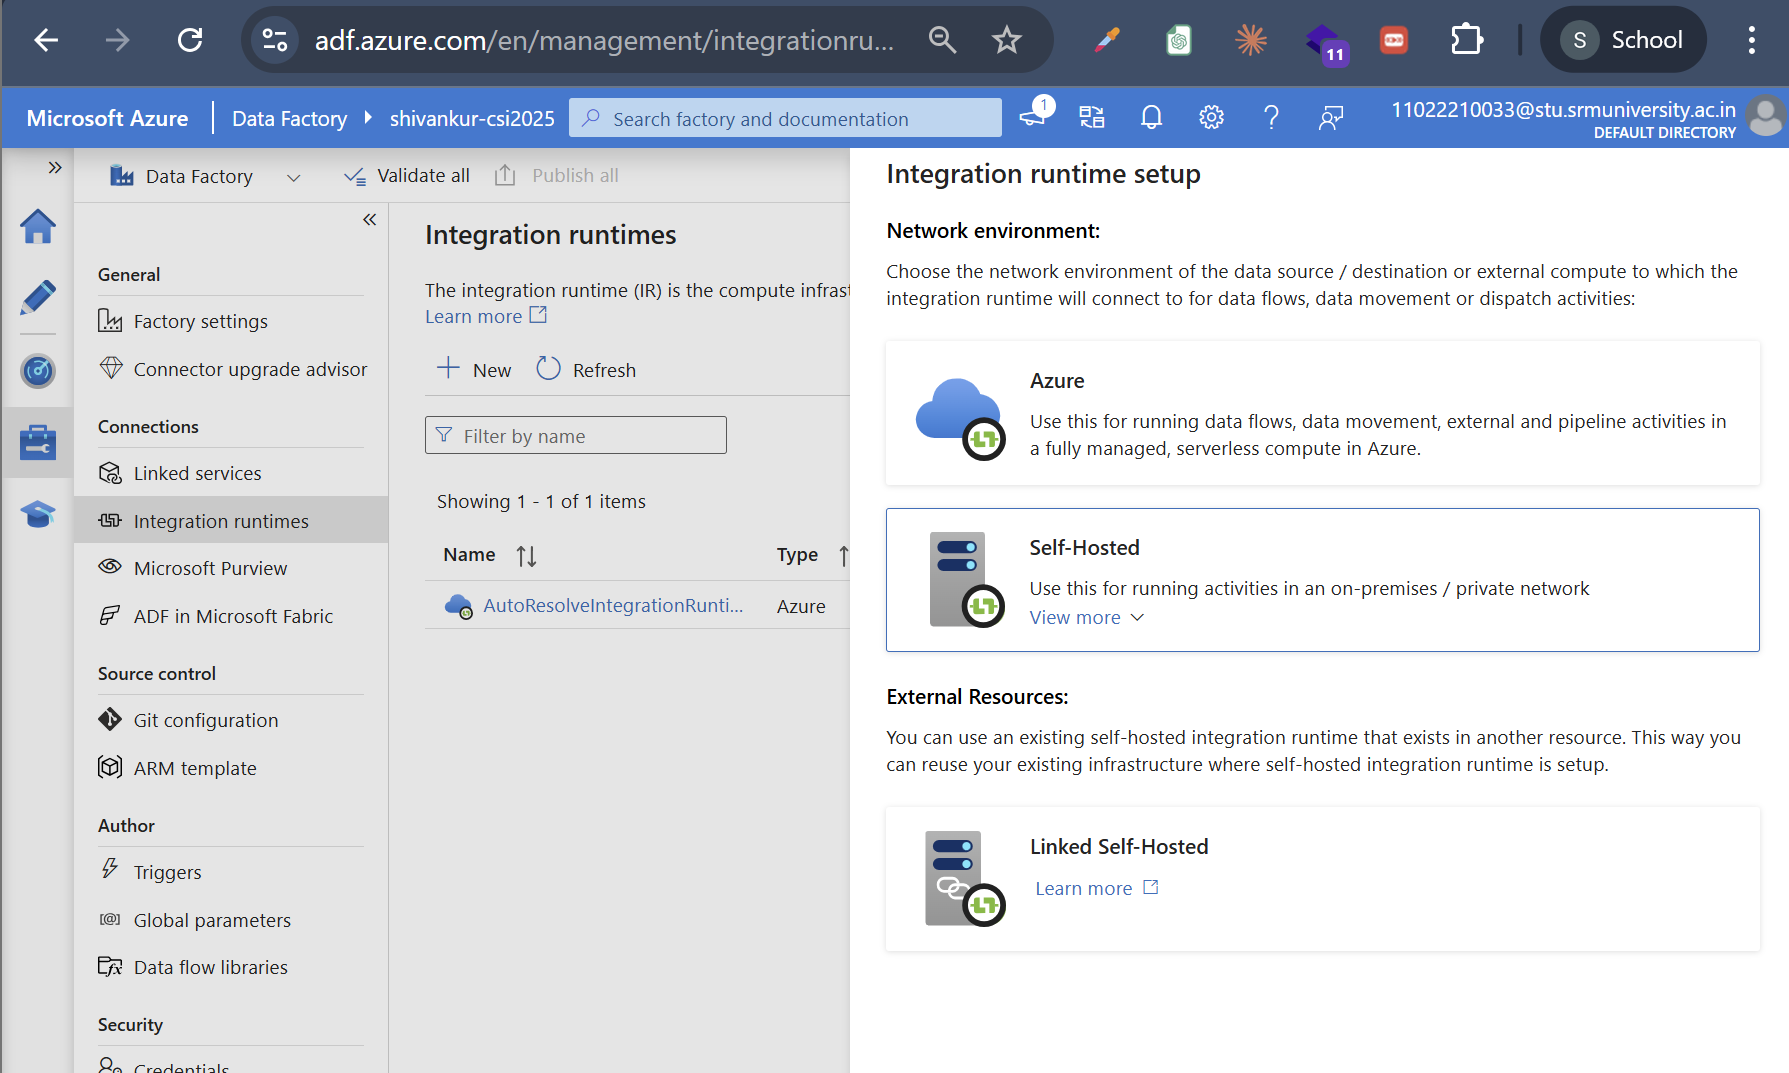 adf.azure.com/en/management/integrationru...
11
S
School
Microsoft Azure
Data Factory
shivankur-csi2025
Search factory and documentation
1
11022210033@stu.srmuniversity.ac.in
DEFAULT DIRECTORY
Data Factory
Validate all
Publish all
General
Factory settings
Connector upgrade advisor
Connections
Linked services
Integration runtimes
Microsoft Purview
ADF in Microsoft Fabric
Source control
Git configuration
ARM template
Author
Triggers
Global parameters
Data flow libraries
Security
Credentials
Integration runtimes
The integration runtime (IR) is the compute infrast
Learn more
New
Refresh
Filter by name
Showing 1 - 1 of 1 items
Name
Type
AutoResolveIntegrationRunti...
Azure
Integration runtime setup
Network environment:
Choose the network environment of the data source / destination or external compute to which the
integration runtime will connect to for data flows, data movement or dispatch activities:
Azure
Use this for running data flows, data movement, external and pipeline activities in
a fully managed, serverless compute in Azure.
Self-Hosted
Use this for running activities in an on-premises / private network
View more
External Resources:
You can use an existing self-hosted integration runtime that exists in another resource. This way you
can reuse your existing infrastructure where self-hosted integration runtime is setup.
Linked Self-Hosted
Learn more